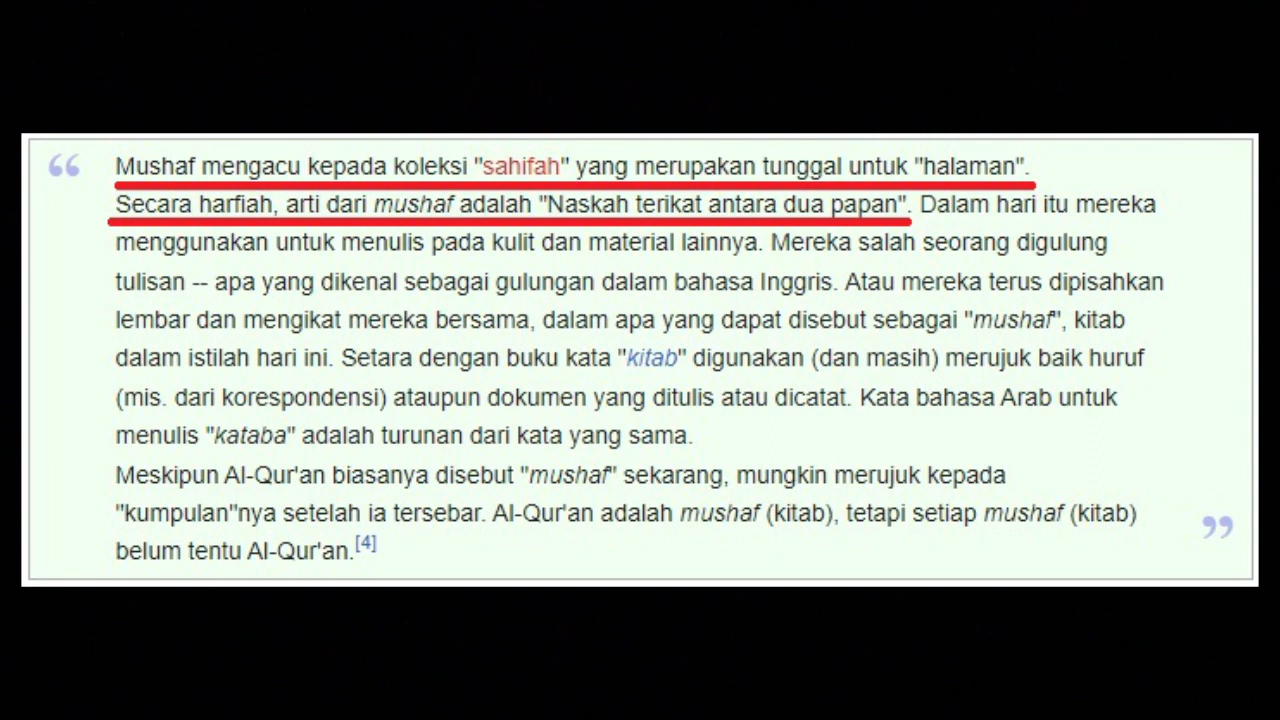 “ Mushaf mengacu kepada koleksi "sahifah" yang merupakan tunggal untuk "halaman".
Secara harfiah, arti dari mushaf adalah "Naskah terikat antara dua papan". Dalam hari itu mereka
menggunakan untuk menulis pada kulit dan material lainnya. Mereka salah seorang digulung
tulisan -- apa yang dikenal sebagai gulungan dalam bahasa Inggris. Atau mereka terus dipisahkan
lembar dan mengikat mereka bersama, dalam apa yang dapat disebut sebagai "mushaf", kitab
dalam istilah hari ini. Setara dengan buku kata "kitab" digunakan (dan masih) merujuk baik huruf
(mis. dari korespondensi) ataupun dokumen yang ditulis atau dicatat. Kata bahasa Arab untuk
menulis "kataba" adalah turunan dari kata yang sama.
Meskipun Al-Qur'an biasanya disebut "mushaf" sekarang, mungkin merujuk kepada
"kumpulan"nya setelah ia tersebar. Al-Qur'an adalah mushaf (kitab), tetapi setiap mushaf (kitab)
belum tentu Al-Qur'an.[4] ”